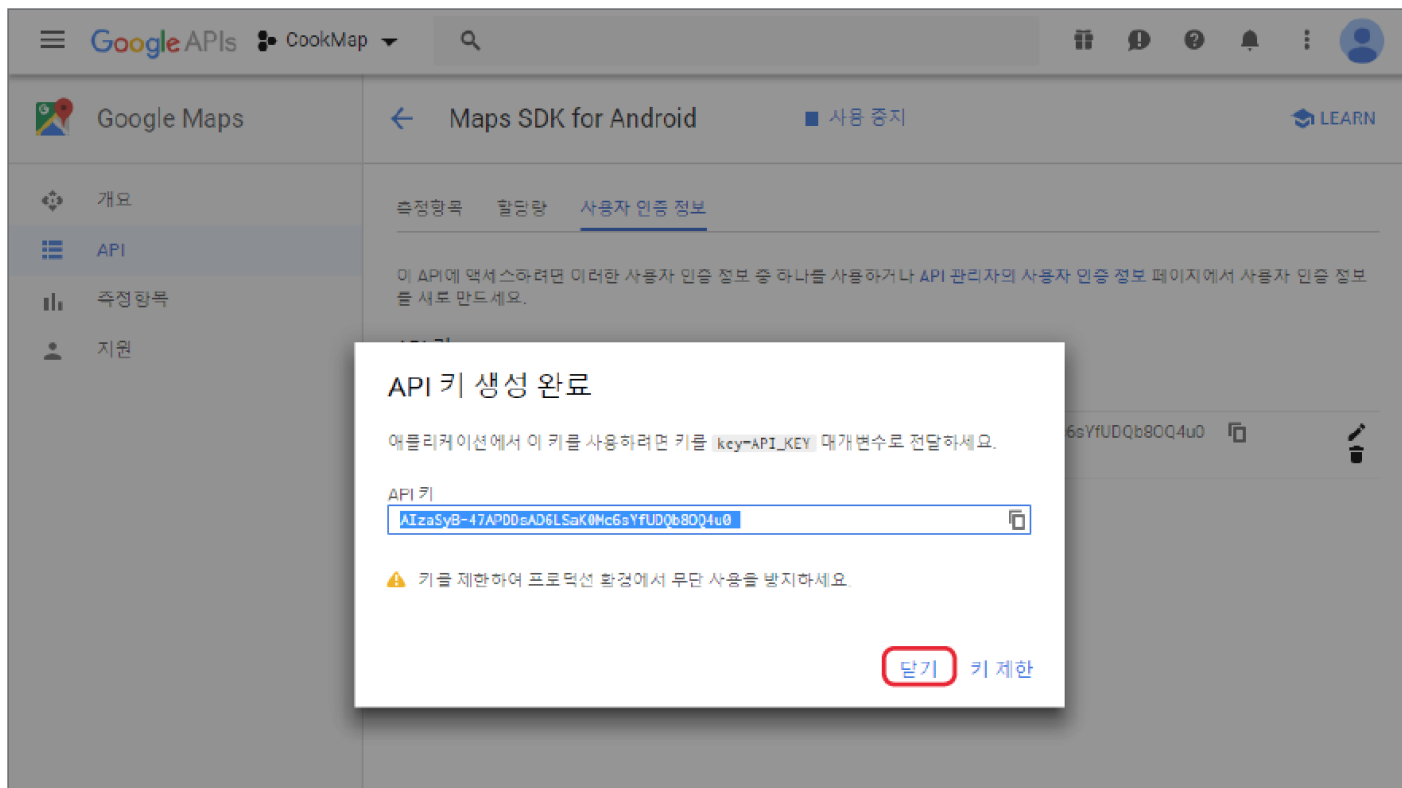 Google APIs CookMap
Google Maps
Maps SDK for Android
사용 중지
LEARN
개요
API
측정항목
지원
측정항목 할당량 사용자 인증 정보
이 API에 액세스하려면 이러한 사용자 인증 정보 중 하나를 사용하거나 API 관리자의 사용자 인증 정보 페이지에서 사용자 인증 정보
를 새로 만드세요.
API 키 생성 완료
애플리케이션에서 이 키를 사용하려면 키를 key=API_KEY 매개변수로 전달하세요.
6sYfUDQb8OQ4u0
API 키
AIzaSyB-47APDDsAD6LSaK0Mc6sYfUDQb8OQ4u0
키를 제한하여 프로덕션 환경에서 무단 사용을 방지하세요.
닫기 키 제한